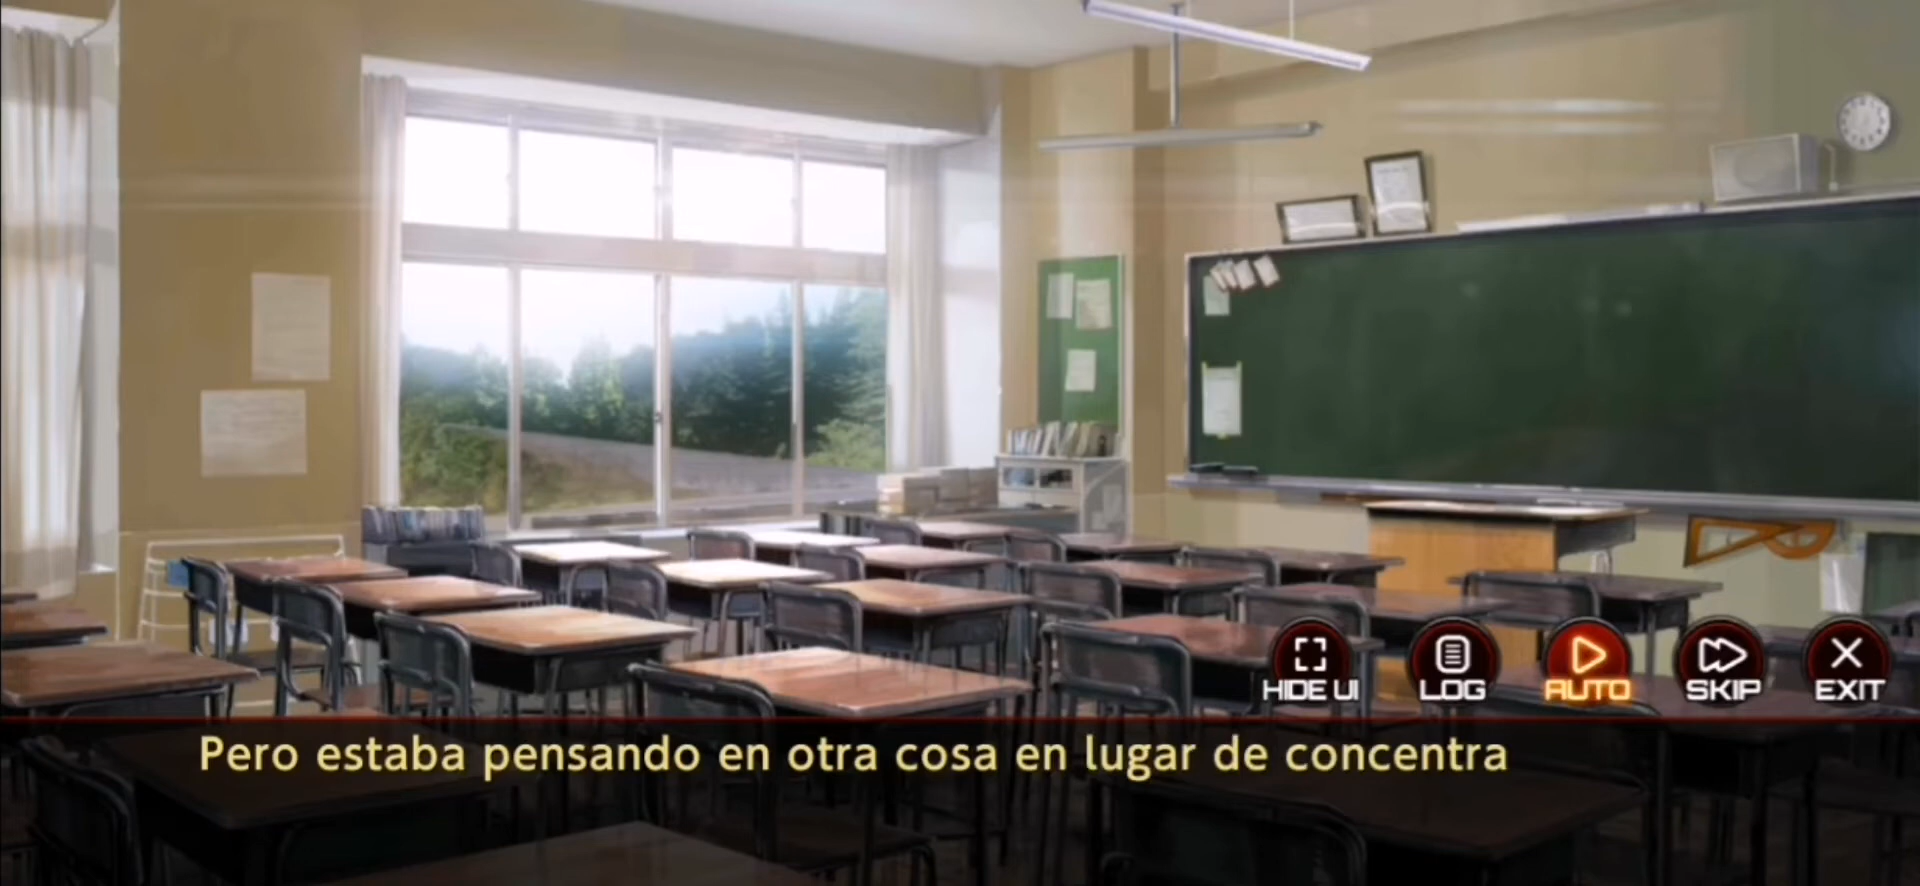 HIDE UI
LOG
AUTO
SKIP
EXIT
Pero estaba pensando en otra cosa en lugar de concentra